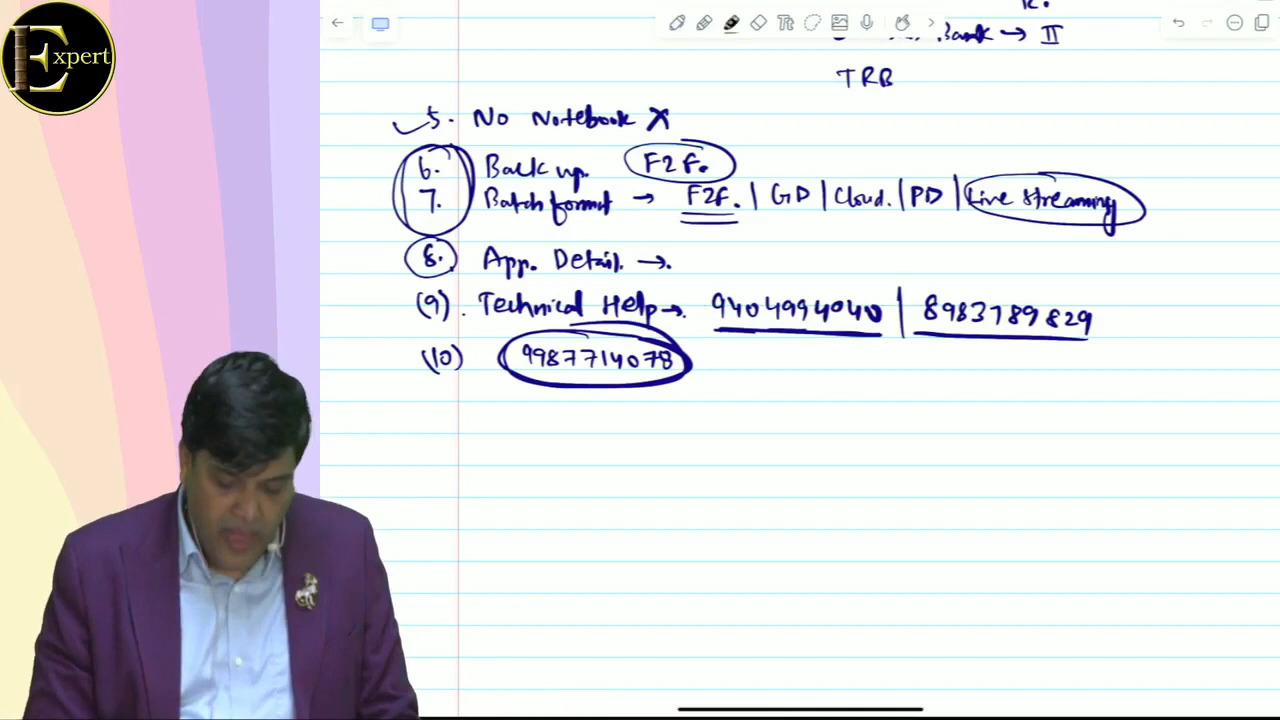 Expert
Bank → II
TRB
5. No Notebook X
6. Back up. F2F.
7. Batch format → F2F. | GD | Cloud. | PD | Live Streaming
8. App. Detail. →.
(9). Technical Help →. 9404994040 | 8983789829
(10) 9987714078